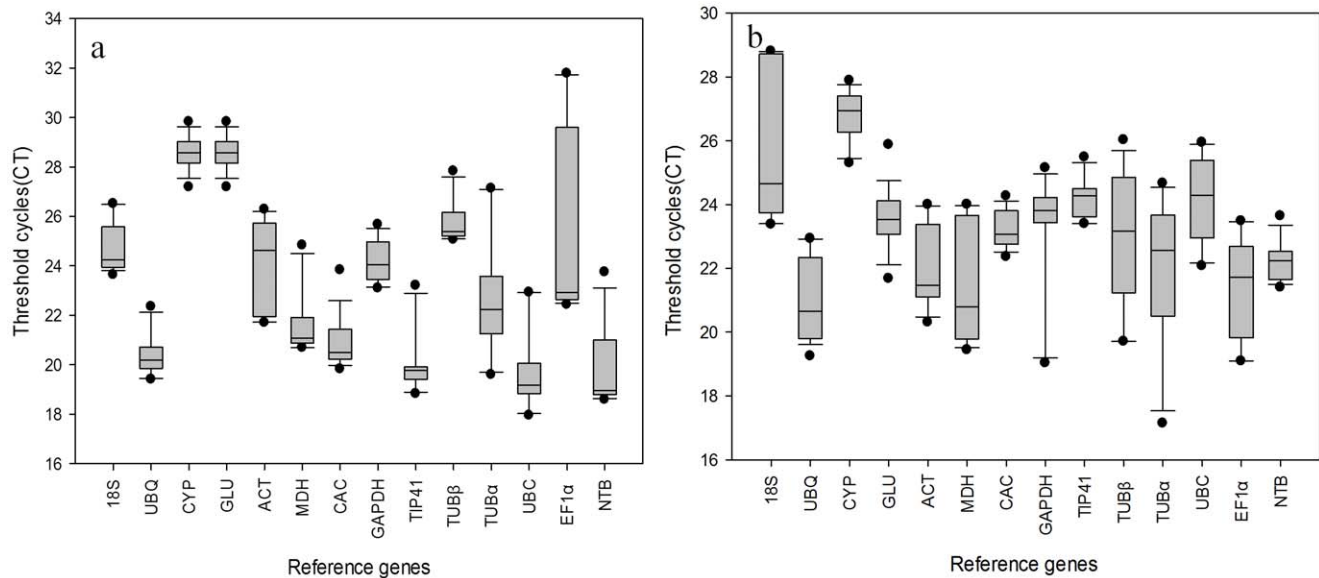 a
Threshold cycles(CT)
34
32
30
28
26
24
22
20
18
16
18S
UBQ
CYP
GLU
ACT
MDH
CAC
GAPDH
TIP41
TUBβ
TUBα
UBC
EF1α
NTB
Reference genes
b
Threshold cycles(CT)
30
28
26
24
22
20
18
16
18S
UBQ
CYP
GLU
ACT
MDH
CAC
GAPDH
TIP41
TUBβ
TUBα
UBC
EF1α
NTB
Reference genes